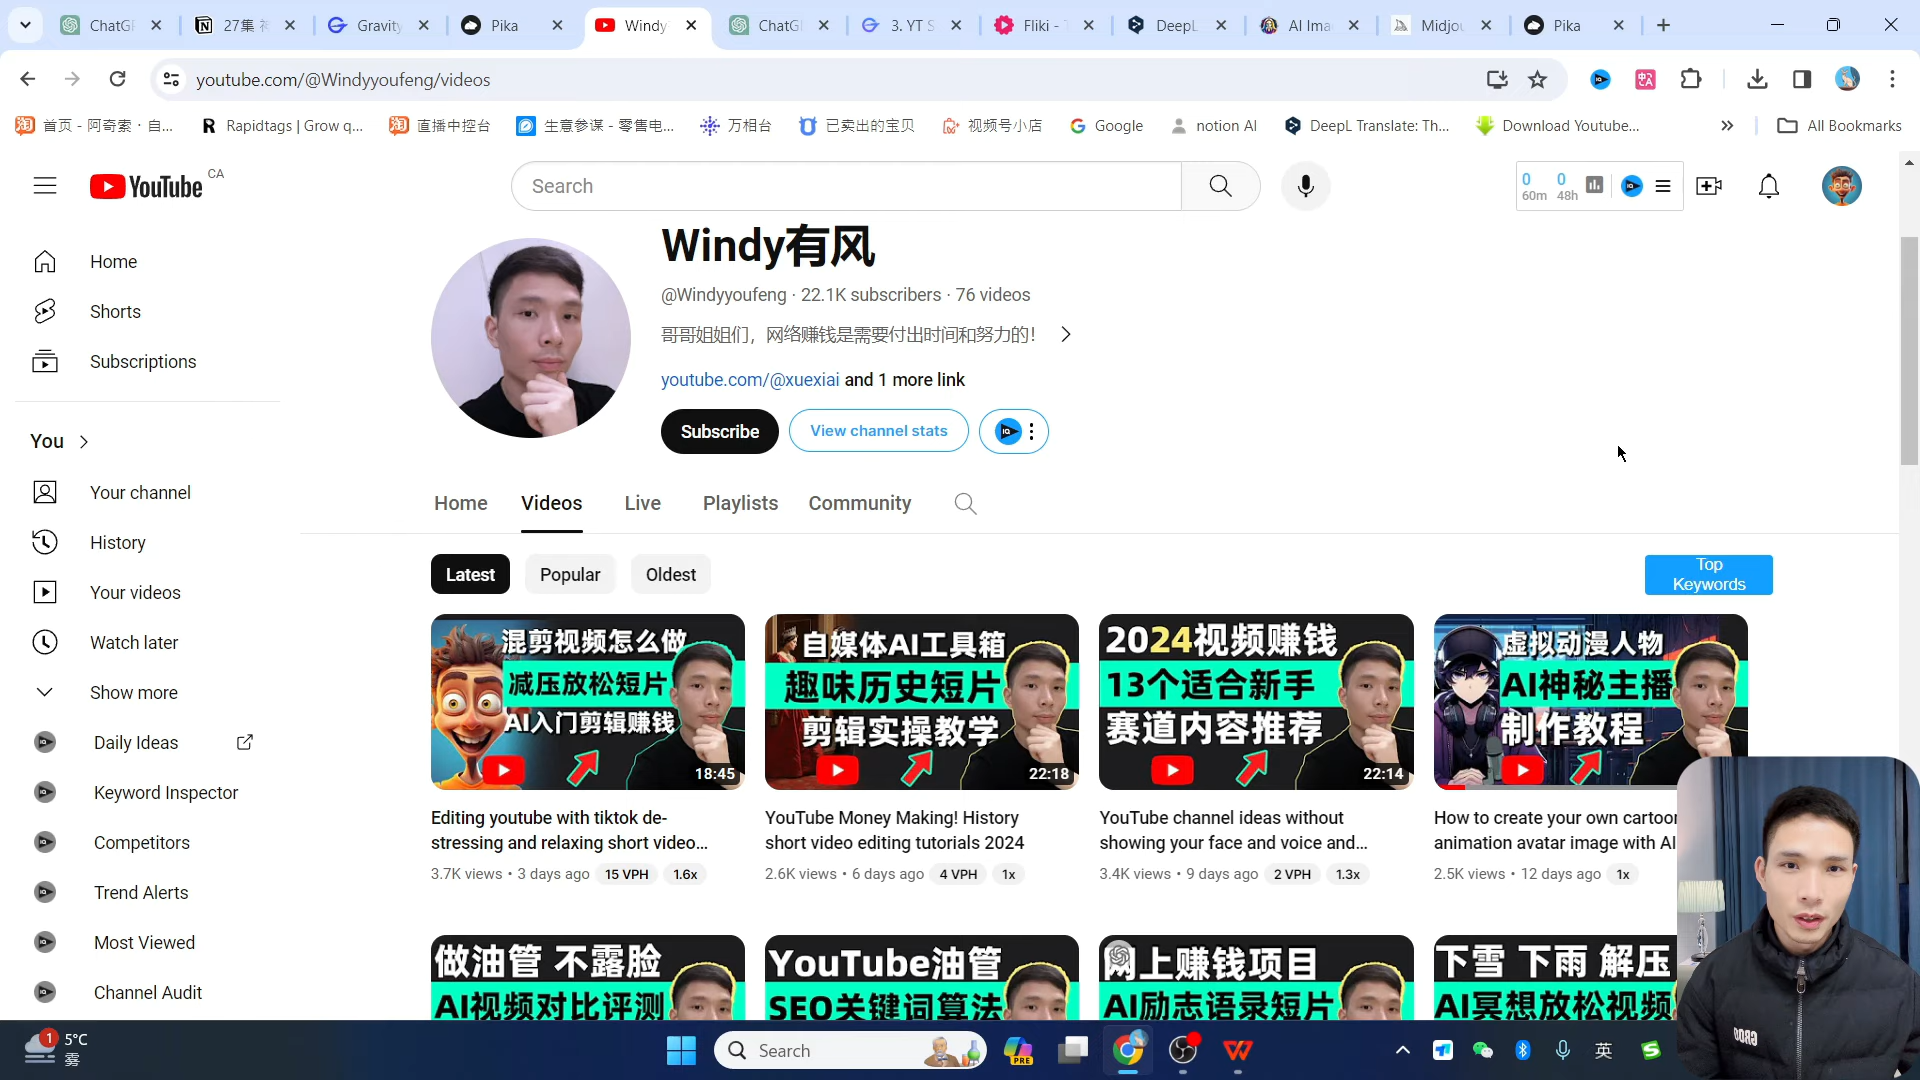 ChatGP
27集 礻
Gravity
Pika
Windy
ChatGI
3. YT S
Fliki - T
DeepL
AI Ima
Midjou
Pika
youtube.com/@Windyyoufeng/videos
首页 - 阿奇索 · 自...
Rapidtags | Grow q...
直播中控台
生意参谋 - 零售电...
万相台
已卖出的宝贝
视频号小店
Google
notion AI
DeepL Translate: Th...
Download Youtube...
All Bookmarks
YouTube CA
Search
0 0
60m 48h
Home
Shorts
Subscriptions
You
Your channel
History
Your videos
Watch later
Show more
Daily Ideas
Keyword Inspector
Competitors
Trend Alerts
Most Viewed
Channel Audit
Windy有风
@Windyyoufeng · 22.1K subscribers · 76 videos
哥哥姐姐们，网络赚钱是需要付出时间和努力的！
youtube.com/@xuexiai and 1 more link
Subscribe
View channel stats
Home
Videos
Live
Playlists
Community
Latest
Popular
Oldest
Top
Keywords
混剪视频怎么做
减压放松短片
AI入门剪辑赚钱
18:45
Editing youtube with tiktok de-
stressing and relaxing short video...
3.7K views • 3 days ago 15 VPH 1.6x
自媒体AI工具箱
趣味历史短片
剪辑实操教学
22:18
YouTube Money Making! History
short video editing tutorials 2024
2.6K views • 6 days ago 4 VPH 1x
2024视频赚钱
13个适合新手
赛道内容推荐
22:14
YouTube channel ideas without
showing your face and voice and...
3.4K views • 9 days ago 2 VPH 1.3x
虚拟动漫人物
AI神秘主播
制作教程
How to create your own cartoon
animation avatar image with AI
2.5K views • 12 days ago 1x
做油管 不露脸
AI视频对比评测
YouTube油管
SEO关键词算法
网上赚钱项目
AI励志语录短片
下雪 下雨 解压
AI冥想放松视频
1
5°C
雾
Search
PRE
英